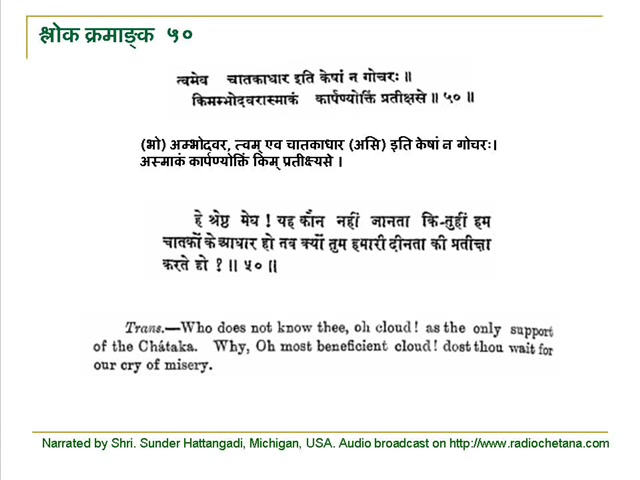 श्लोक क्रमाङ्क ५०
त्वमेव चातकाधार इति केषां न गोचरः ॥
किमम्भोदवरास्माकं कार्पण्योक्तिं प्रतीक्षसे ॥ ५० ॥
(भो) अम्भोदवर, त्वम् एव चातकाधार (असि) इति केषां न गोचरः।
अस्माकं कार्पण्योक्तिं किम् प्रतीक्ष्यसे ।
हे श्रेष्ठ मेघ ! यह कौन नहीं जानता कि-तुहीं हम
चातकों के आधार हो तब क्यों तुम हमारी दीनता की प्रतीक्षा
करते हो ? ॥ ५० ॥
Trans.—Who does not know thee, oh cloud! as the only support
of the Chátaka. Why, Oh most beneficient cloud! dost thou wait for
our cry of misery.
Narrated by Shri. Sunder Hattangadi, Michigan, USA. Audio broadcast on http://www.radiochetana.com